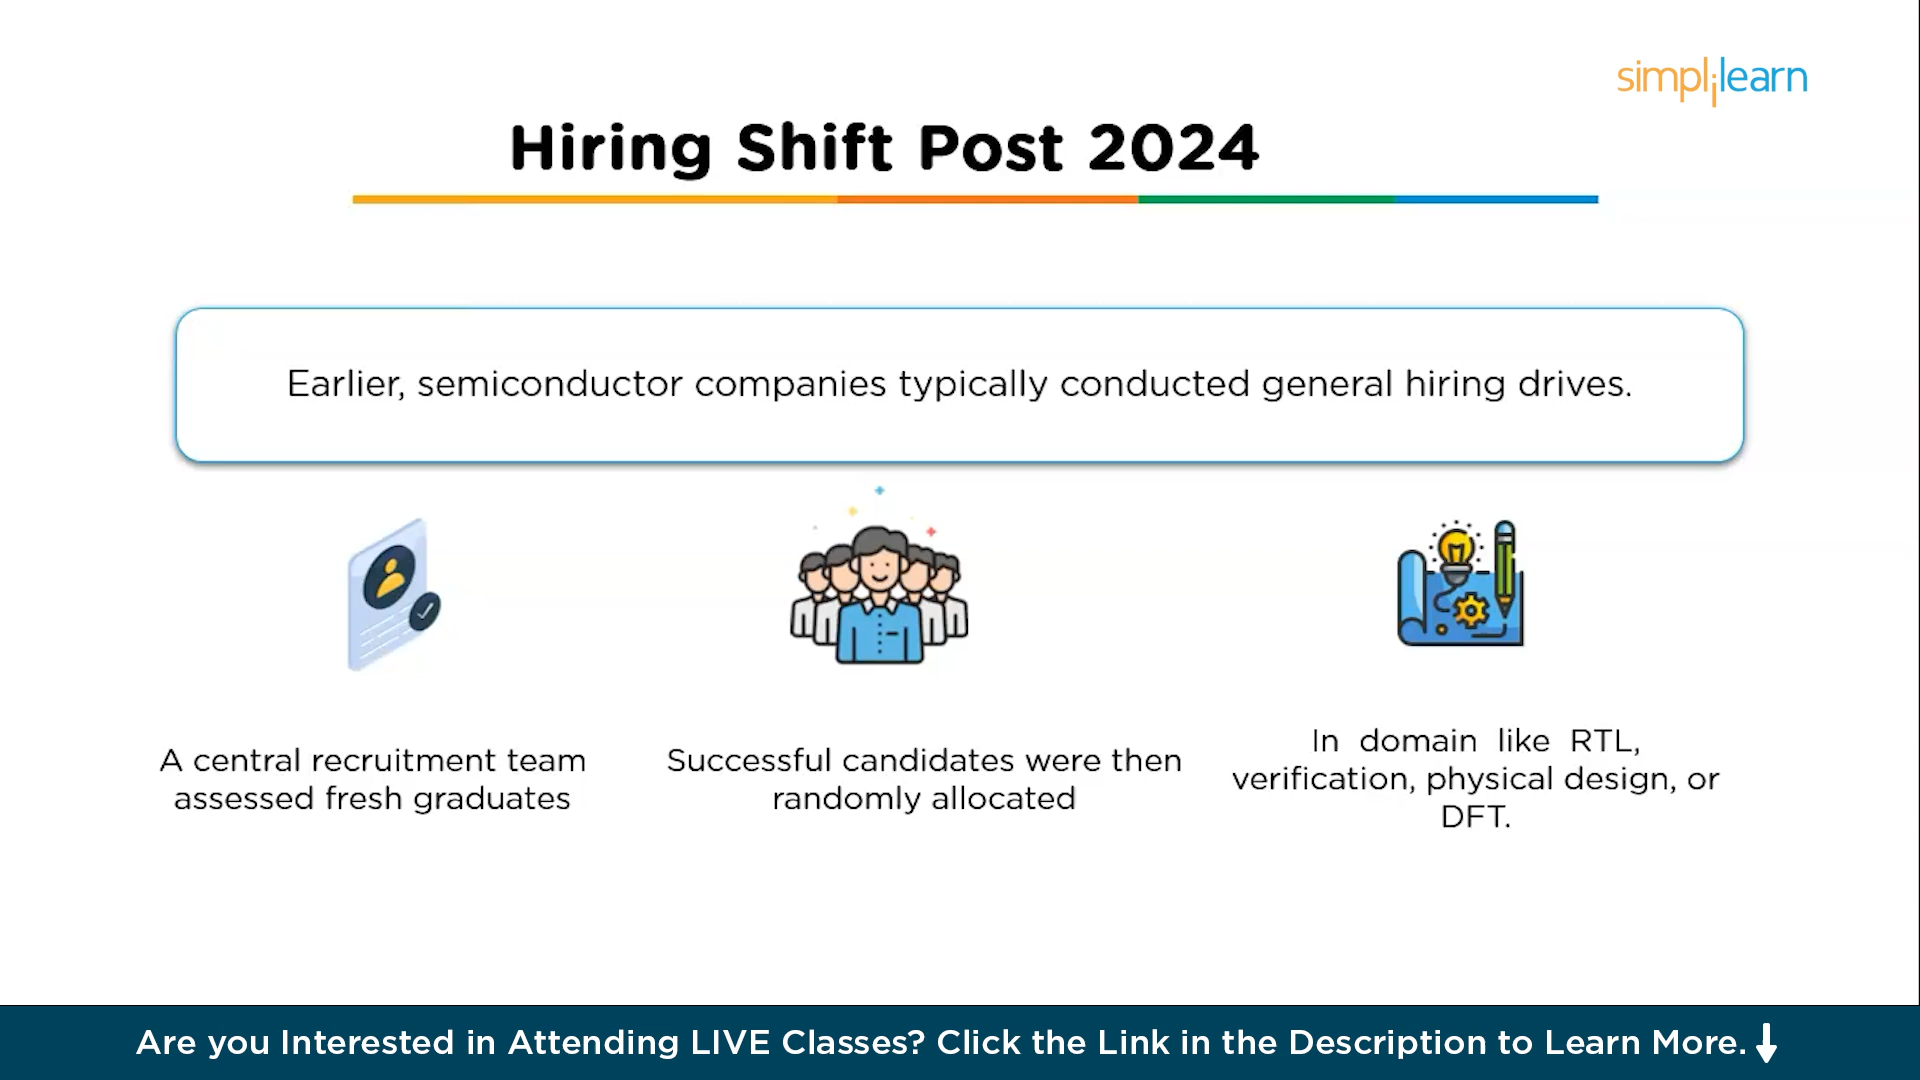 simplilearn
Hiring Shift Post 2024
Earlier, semiconductor companies typically conducted general hiring drives.
A central recruitment team
assessed fresh graduates
Successful candidates were then
randomly allocated
In domain like RTL,
verification, physical design, or
DFT.
Are you Interested in Attending LIVE Classes? Click the Link in the Description to Learn More.